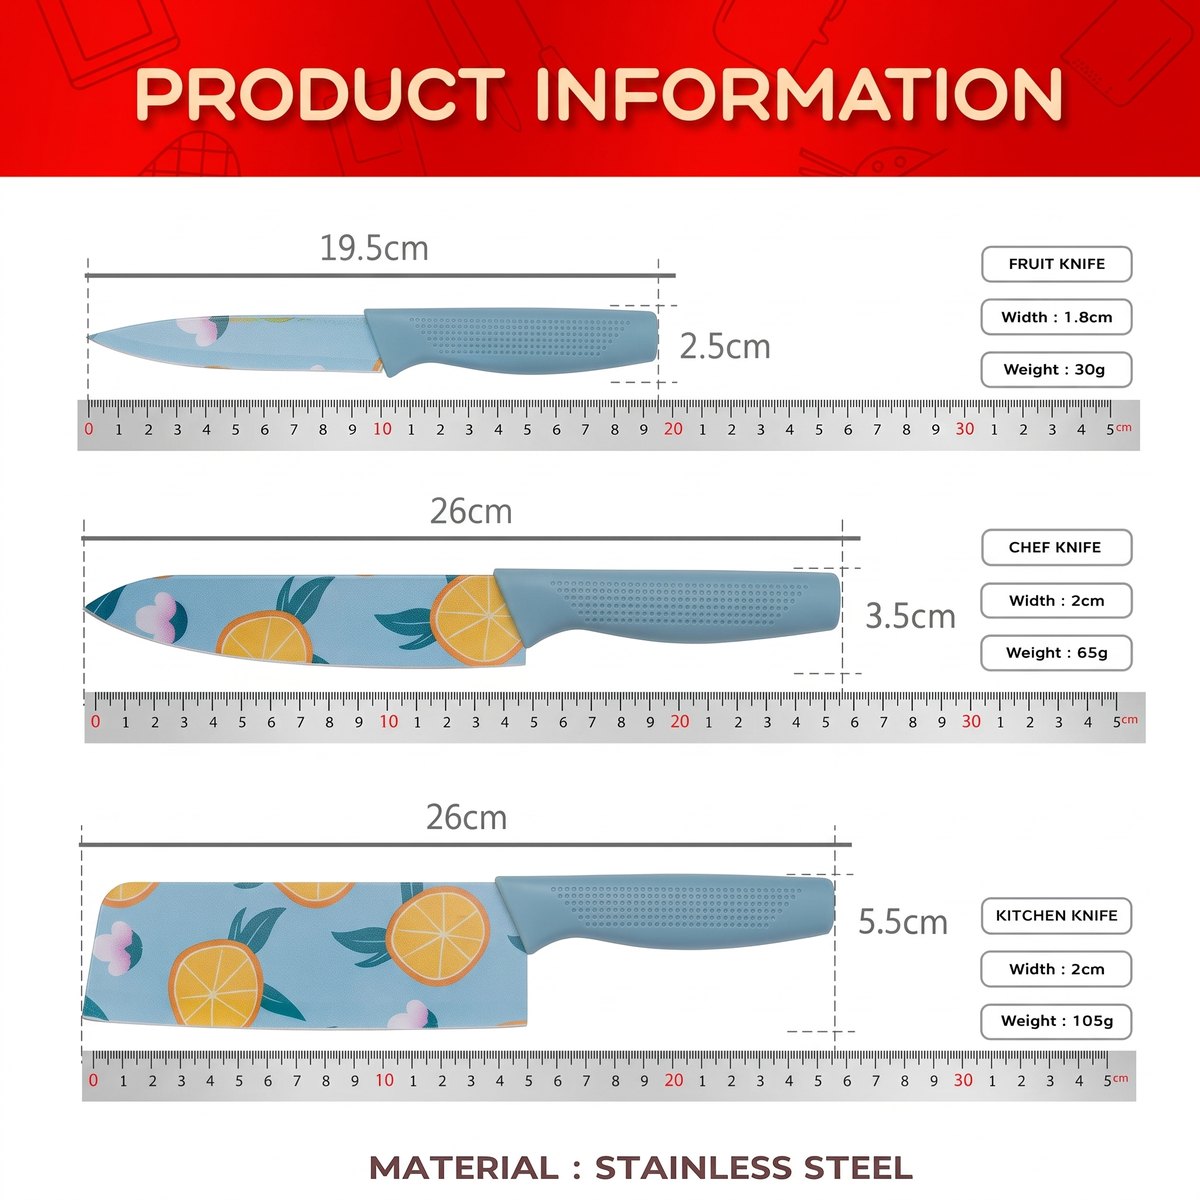 PRODUCT INFORMATION
19.5cm
2.5cm
FRUIT KNIFE
Width : 1.8cm
Weight : 30g
0 1 2 3 4 5 6 7 8 9 10 1 2 3 4 5 6 7 8 9 20 1 2 3 4 5 6 7 8 9 30 1 2 3 4 5cm
26cm
3.5cm
CHEF KNIFE
Width : 2cm
Weight : 65g
0 1 2 3 4 5 6 7 8 9 10 1 2 3 4 5 6 7 8 9 20 1 2 3 4 5 6 7 8 9 30 1 2 3 4 5cm
26cm
5.5cm
KITCHEN KNIFE
Width : 2cm
Weight : 105g
0 1 2 3 4 5 6 7 8 9 10 1 2 3 4 5 6 7 8 9 20 1 2 3 4 5 6 7 8 9 30 1 2 3 4 5cm
MATERIAL : STAINLESS STEEL